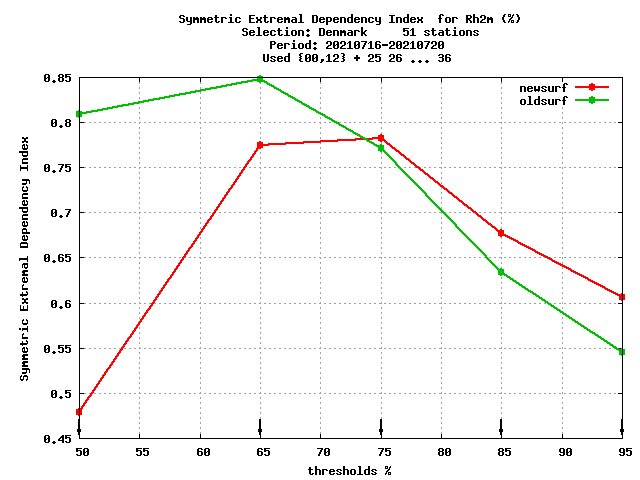 Symmetric Extremal Dependency Index  for Rh2m (%)
Selection: Denmark     51 stations
Period: 20210716-20210720
Used {00,12} + 25 26 ... 36
newsurf
oldsurf
Symmetric Extremal Dependency Index
0.85
0.8
0.75
0.7
0.65
0.6
0.55
0.5
0.45
50 55 60 65 70 75 80 85 90 95
thresholds %